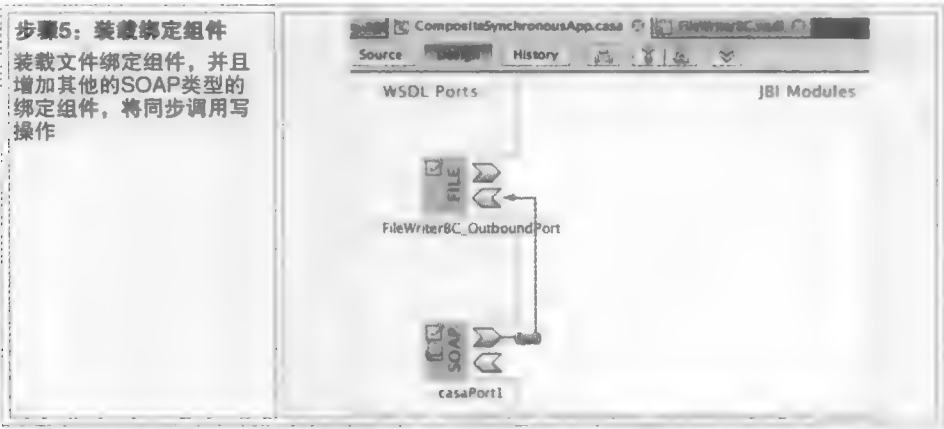 步骤5：装载绑定组件
装载文件绑定组件，并且
增加其他的SOAP类型的
绑定组件，将同步调用写
操作
CompositeSynchronousApp.casa FileWriterBC.wsdl
Source Design History
WSDL Ports JBI Modules
FILE
FileWriterBC_OutboundPort
SOAP
casaPort1